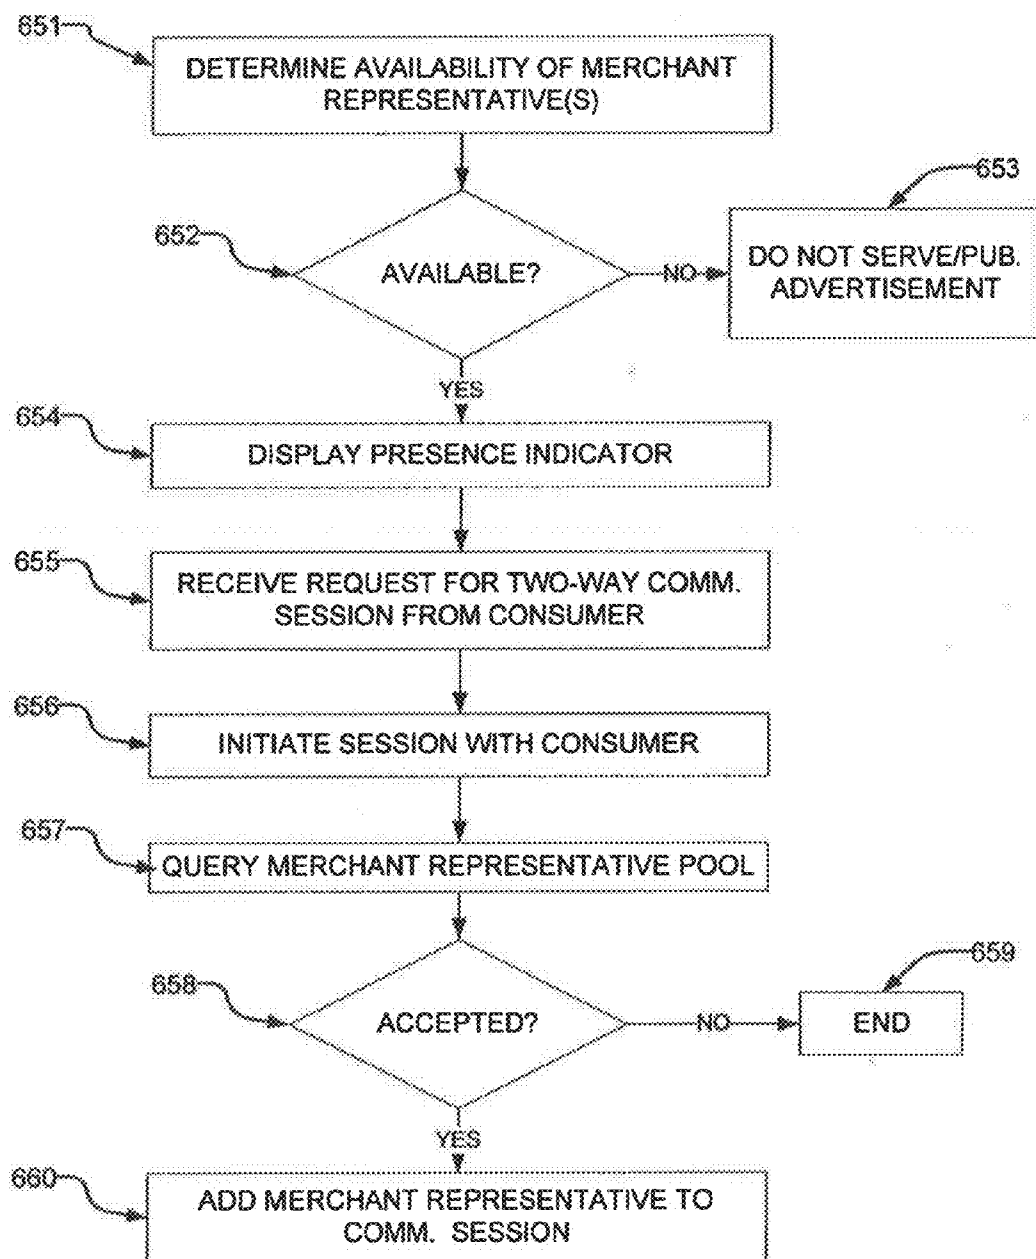 651
DETERMINE AVAILABILITY OF MERCHANT
REPRESENTATIVE(S)
652
AVAILABLE?
NO
653
DO NOT SERVE/PUB.
ADVERTISEMENT
YES
654
DISPLAY PRESENCE INDICATOR
655
RECEIVE REQUEST FOR TWO-WAY COMM.
SESSION FROM CONSUMER
656
INITIATE SESSION WITH CONSUMER
657
QUERY MERCHANT REPRESENTATIVE POOL
658
ACCEPTED?
NO
659
END
YES
660
ADD MERCHANT REPRESENTATIVE TO
COMM. SESSION